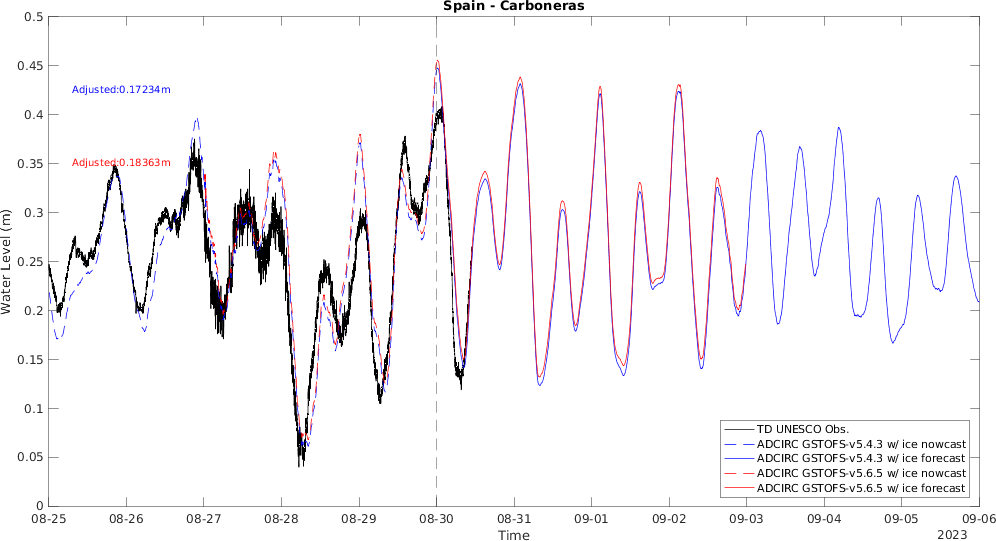 Spain - Carboneras
0.5
0.45
0.4
0.35
0.3
0.25
0.2
0.15
0.1
0.05
0
Water Level (m)
Adjusted:0.17234m
Adjusted:0.18363m
TD UNESCO Obs.
ADCIRC GSTOFS-v5.4.3 w/ ice nowcast
ADCIRC GSTOFS-v5.4.3 w/ ice forecast
ADCIRC GSTOFS-v5.6.5 w/ ice nowcast
ADCIRC GSTOFS-v5.6.5 w/ ice forecast
08-25 08-26 08-27 08-28 08-29 08-30 08-31 09-01 09-02 09-03 09-04 09-05 09-06
Time
2023